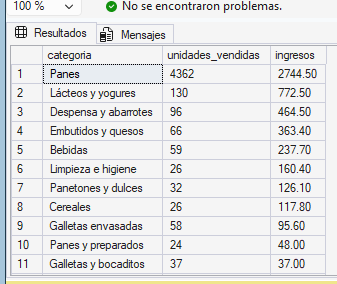 100 % No se encontraron problemas.
Resultados Mensajes
categoria unidades_vendidas ingresos
1 Panes 4362 2744.50
2 Lácteos y yogures 130 772.50
3 Despensa y abarrotes 96 464.50
4 Embutidos y quesos 66 363.40
5 Bebidas 59 237.70
6 Limpieza e higiene 26 160.40
7 Panetones y dulces 32 126.10
8 Cereales 26 117.80
9 Galletas envasadas 58 95.60
10 Panes y preparados 24 48.00
11 Galletas y bocaditos 37 37.00